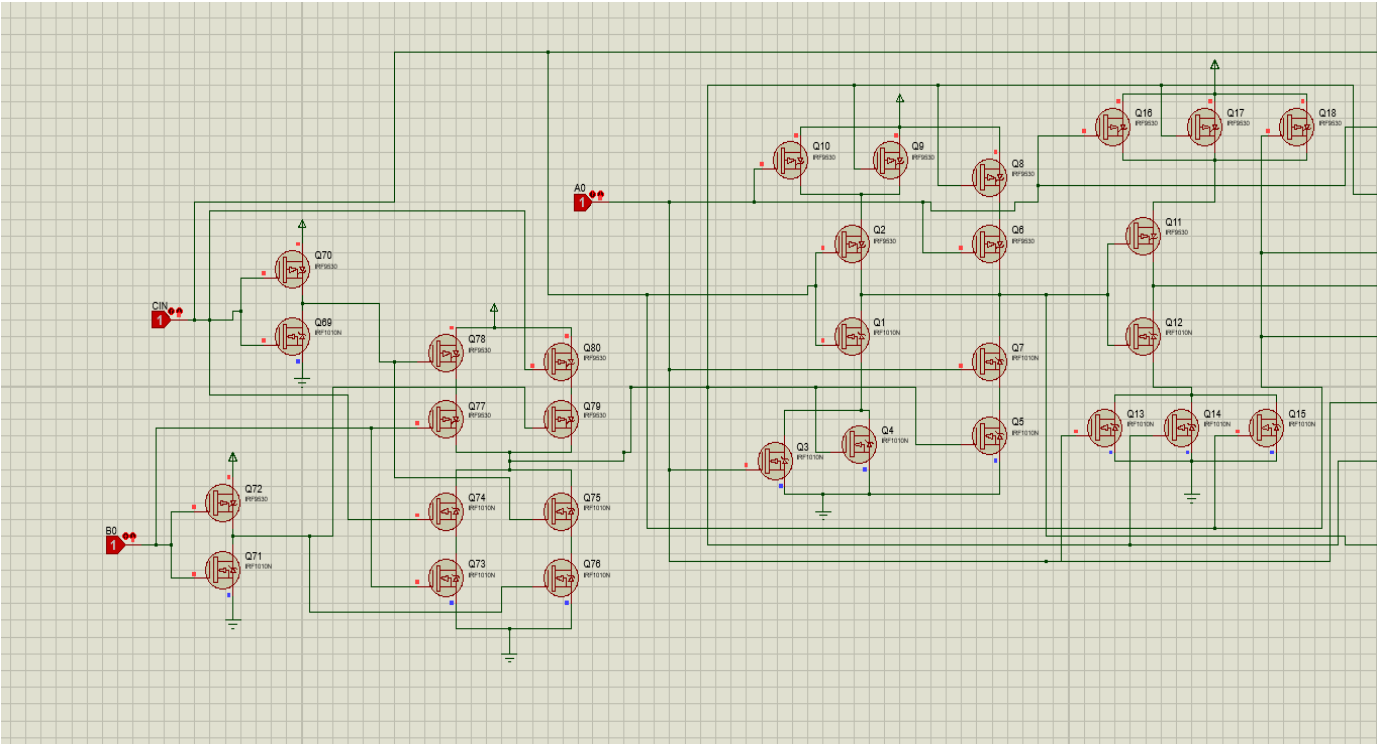 Q16
IRF9530
Q17
IRF9530
Q18
IRF9530
Q10
IRF9530
Q9
IRF9530
Q8
IRF9530
A0
1
Q2
IRF9530
Q6
IRF9530
Q11
IRF9530
Q70
IRF9530
CIN
1
Q69
IRF1010N
Q78
IRF9530
Q80
IRF9530
Q1
IRF1010N
Q7
IRF1010N
Q12
IRF1010N
Q77
IRF9530
Q79
IRF9530
Q3
IRF1010N
Q4
IRF1010N
Q5
IRF1010N
Q13
IRF1010N
Q14
IRF1010N
Q15
IRF1010N
Q72
IRF9530
Q74
IRF1010N
Q75
IRF1010N
B0
1
Q71
IRF1010N
Q73
IRF1010N
Q76
IRF1010N